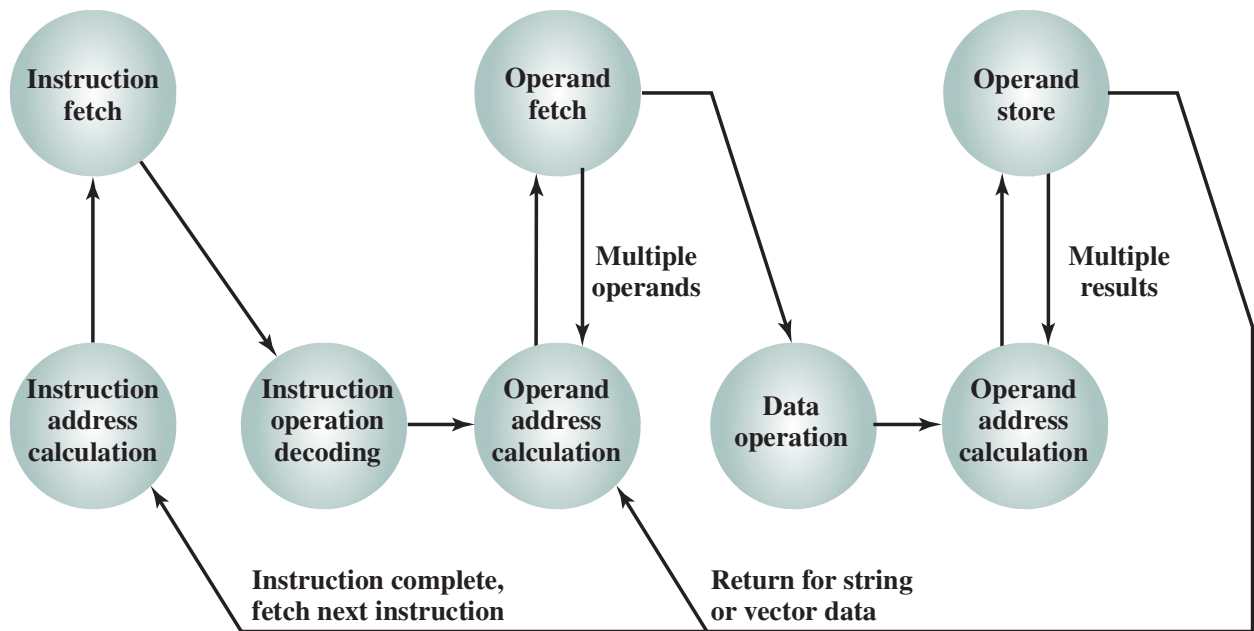 Instruction
fetch
Operand
fetch
Operand
store
Multiple
operands
Multiple
results
Instruction
address
calculation
Instruction
operation
decoding
Operand
address
calculation
Data
operation
Operand
address
calculation
Instruction complete,
fetch next instruction
Return for string
or vector data